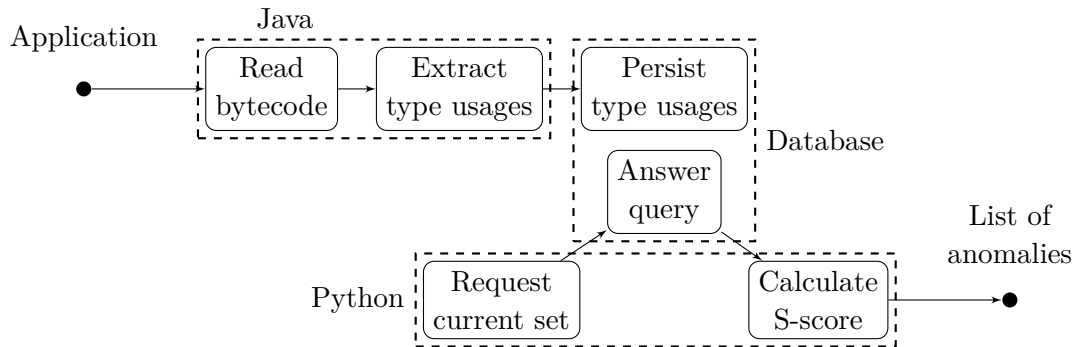 Java
Application
Read
bytecode
Extract
type usages
Persist
type usages
Database
Answer
query
List of
anomalies
Python
Request
current set
Calculate
S-score